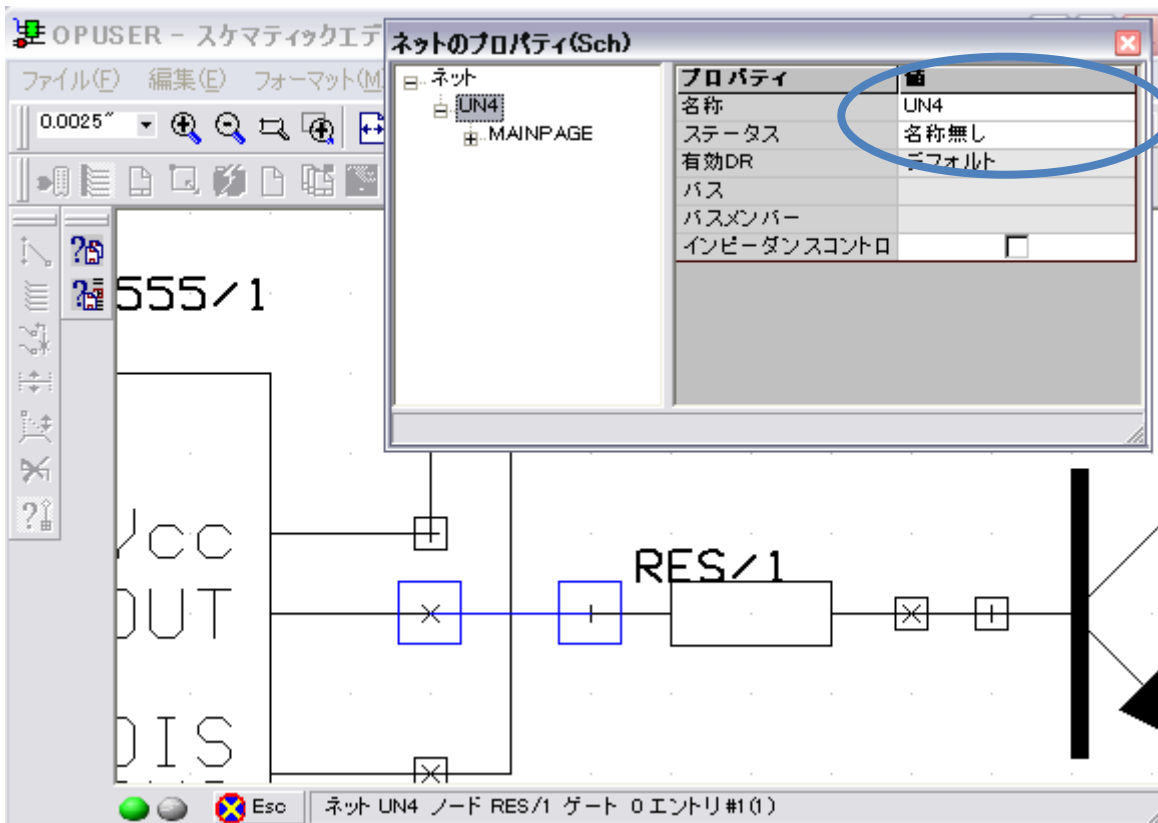 OPUSER - スケマティックエデ
ネットのプロパティ(Sch)
ファイル(F) 編集(E) フォーマット(M)
0.0025"
ネット
UN4
MAINPAGE
プロパティ 値
名称 UN4
ステータス 名称無し
有効DR デフォルト
バス
バスメンバー
インピーダンスコントロ
555/1
Vcc
OUT
RES/1
DIS
Esc ネット UN4 ノード RES/1 ゲート 0 エントリ #1(1)